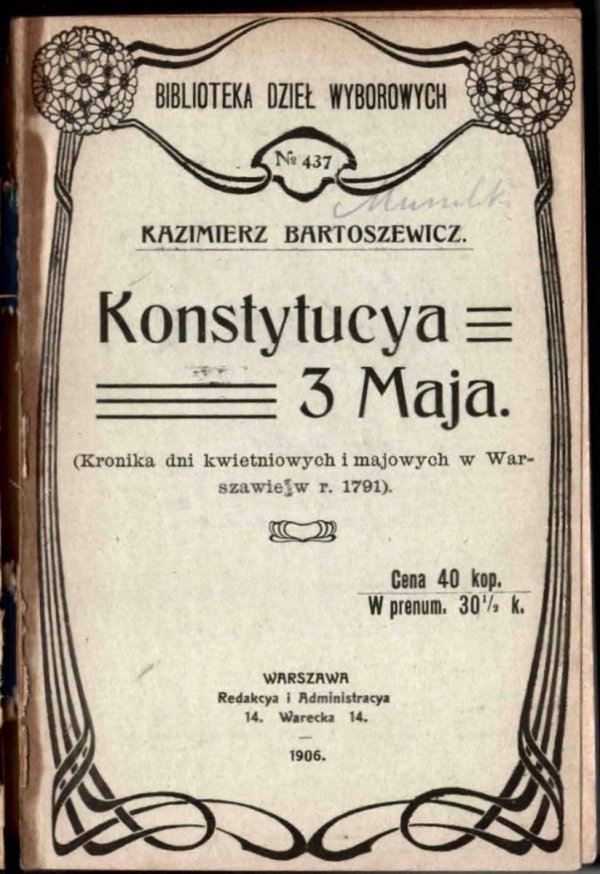 BIBLIOTEKA DZIEŁ WYBOROWYCH
№ 437
KAZIMIERZ BARTOSZEWICZ.
Konstytucya
3 Maja.
(Kronika dni kwietniowych i majowych w War-
szawie w r. 1791).
Cena 40 kop.
W prenum. 30½ k.
WARSZAWA
Redakcya i Administracya
14. Warecka 14.
1906.